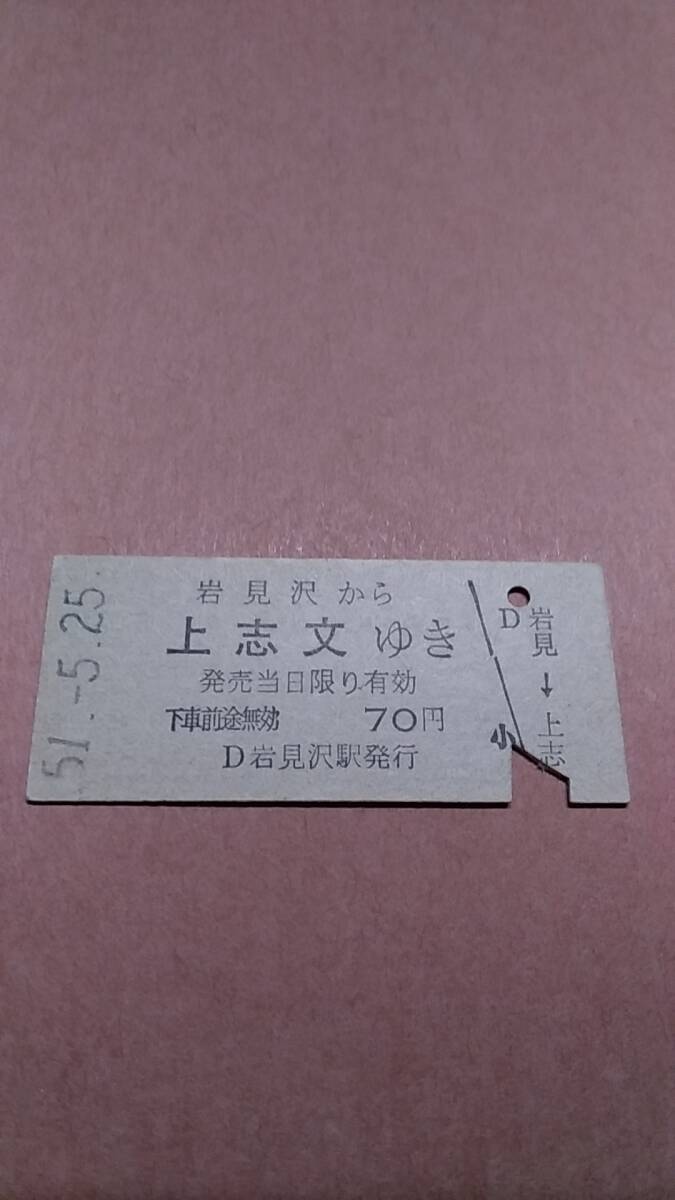 51.-5.25.
岩見沢から
上志文ゆき
発売当日限り有効
下車前途無効 70円
D岩見沢駅発行
小
D
岩見
↓
上志